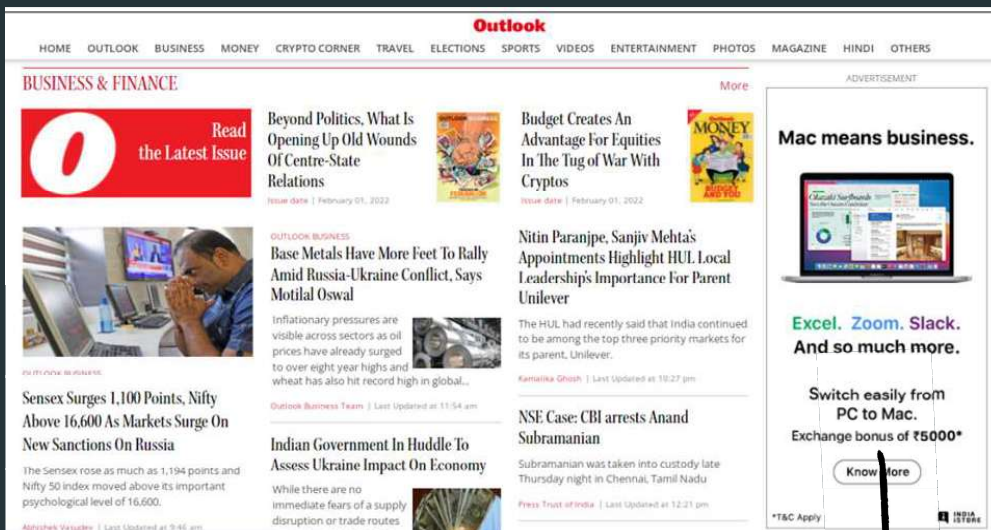 Outlook
HOME OUTLOOK BUSINESS MONEY CRYPTO CORNER TRAVEL ELECTIONS SPORTS VIDEOS ENTERTAINMENT PHOTOS MAGAZINE HINDI OTHERS
BUSINESS & FINANCE
More
Read
the Latest Issue
Beyond Politics, What Is
Opening Up Old Wounds
Of Centre-State
Relations
Issue date | February 01, 2022
OUTLOOK BUSINESS
Budget Creates An
Advantage For Equities
In The Tug of War With
Cryptos
Issue date | February 01, 2022
Outlook
MONEY
BUDGET
AND YOU
OUTLOOK BUSINESS
Sensex Surges 1,100 Points, Nifty
Above 16,600 As Markets Surge On
New Sanctions On Russia
The Sensex rose as much as 1,194 points and
Nifty 50 index moved above its important
psychological level of 16,600.
Abhishek Vasudev | Last Updated at 9:46 am
OUTLOOK BUSINESS
Base Metals Have More Feet To Rally
Amid Russia-Ukraine Conflict, Says
Motilal Oswal
Inflationary pressures are
visible across sectors as oil
prices have already surged
to over eight year highs and
wheat has also hit record high in global...
Outlook Business Team | Last Updated at 11:54 am
Indian Government In Huddle To
Assess Ukraine Impact On Economy
While there are no
immediate fears of a supply
disruption or trade routes
Nitin Paranjpe, Sanjiv Mehta's
Appointments Highlight HUL Local
Leadership's Importance For Parent
Unilever
The HUL had recently said that India continued
to be among the top three priority markets for
its parent, Unilever.
Kamalika Ghosh | Last Updated at 10:27 pm
NSE Case: CBI arrests Anand
Subramanian
Subramanian was taken into custody late
Thursday night in Chennai, Tamil Nadu
Press Trust of India | Last Updated at 12:21 pm
ADVERTISEMENT
Mac means business.
Okazaki Surfboards
Excel. Zoom. Slack.
And so much more.
Switch easily from
PC to Mac.
Exchange bonus of ₹5000*
Know More
*T&C Apply
INDIA
ISTORE